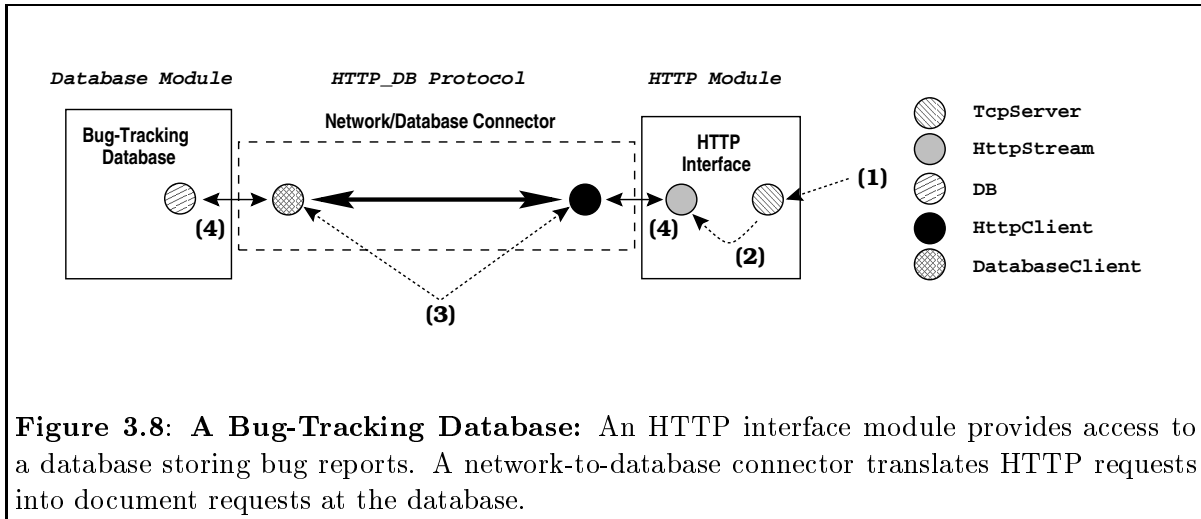 Database Module HTTP_DB Protocol HTTP Module
Network/Database Connector
Bug-Tracking
Database
HTTP
Interface
(1)
(2)
(3)
(4)
(4)
TcpServer
HttpStream
DB
HttpClient
DatabaseClient
Figure 3.8: A Bug-Tracking Database: An HTTP interface module provides access to
a database storing bug reports. A network-to-database connector translates HTTP requests
into document requests at the database.